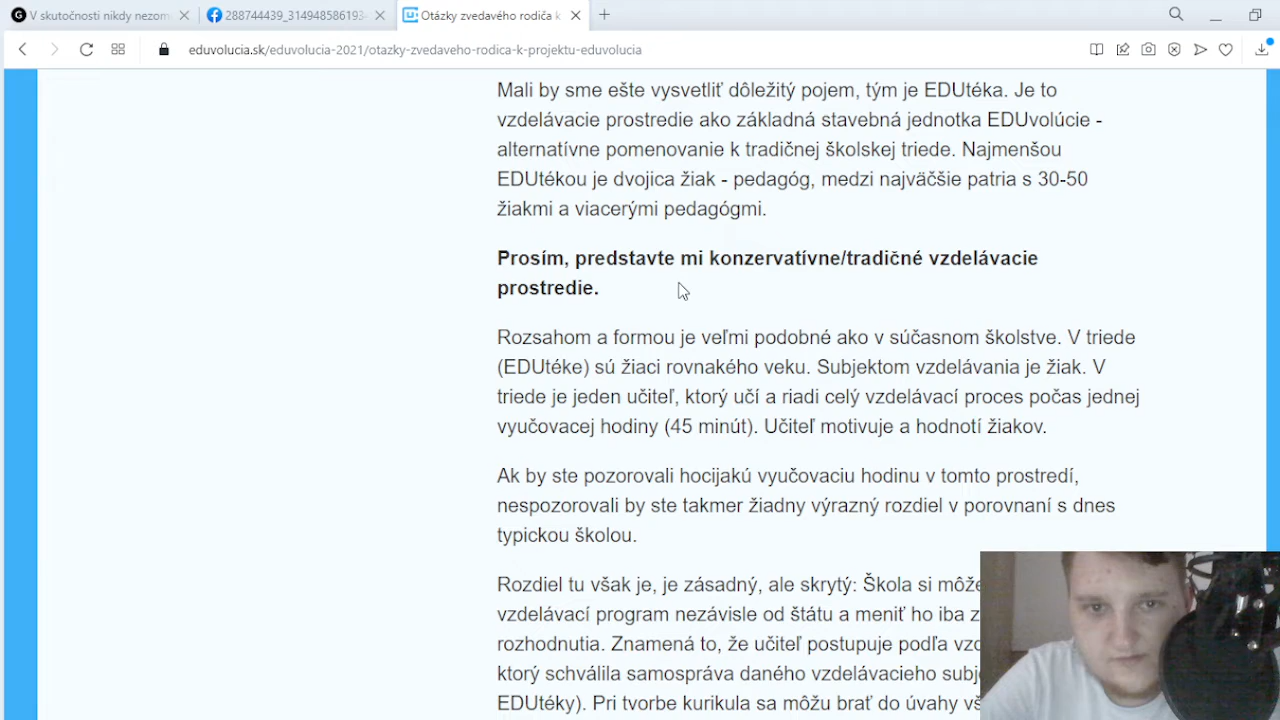 V skutočnosti nikdy nezom
288744439_31494858619
Otázky zvedavého rodiča k
eduvolucia.sk/eduvolucia-2021/otazky-zvedaveho-rodica-k-projektu-eduvolucia
Mali by sme ešte vysvetliť dôležitý pojem, tým je EDUtéka. Je to
vzdelávacie prostredie ako základná stavebná jednotka EDUvolúcie -
alternatívne pomenovanie k tradičnej školskej triede. Najmenšou
EDUtékou je dvojica žiak - pedagóg, medzi najväčšie patria s 30-50
žiakmi a viacerými pedagógmi.
Prosím, predstavte mi konzervatívne/tradičné vzdelávacie
prostredie.
Rozsahom a formou je veľmi podobné ako v súčasnom školstve. V triede
(EDUtéke) sú žiaci rovnakého veku. Subjektom vzdelávania je žiak. V
triede je jeden učiteľ, ktorý učí a riadi celý vzdelávací proces počas jednej
vyučovacej hodiny (45 minút). Učiteľ motivuje a hodnotí žiakov.
Ak by ste pozorovali hocijakú vyučovaciu hodinu v tomto prostredí,
nespozorovali by ste takmer žiadny výrazný rozdiel v porovnaní s dnes
typickou školou.
Rozdiel tu však je, je zásadný, ale skrytý: Škola si môže
vzdelávací program nezávisle od štátu a meniť ho iba z
rozhodnutia. Znamená to, že učiteľ postupuje podľa vzd
ktorý schválila samospráva daného vzdelávacieho subj
EDUtéky). Pri tvorbe kurikula sa môžu brať do úvahy vš